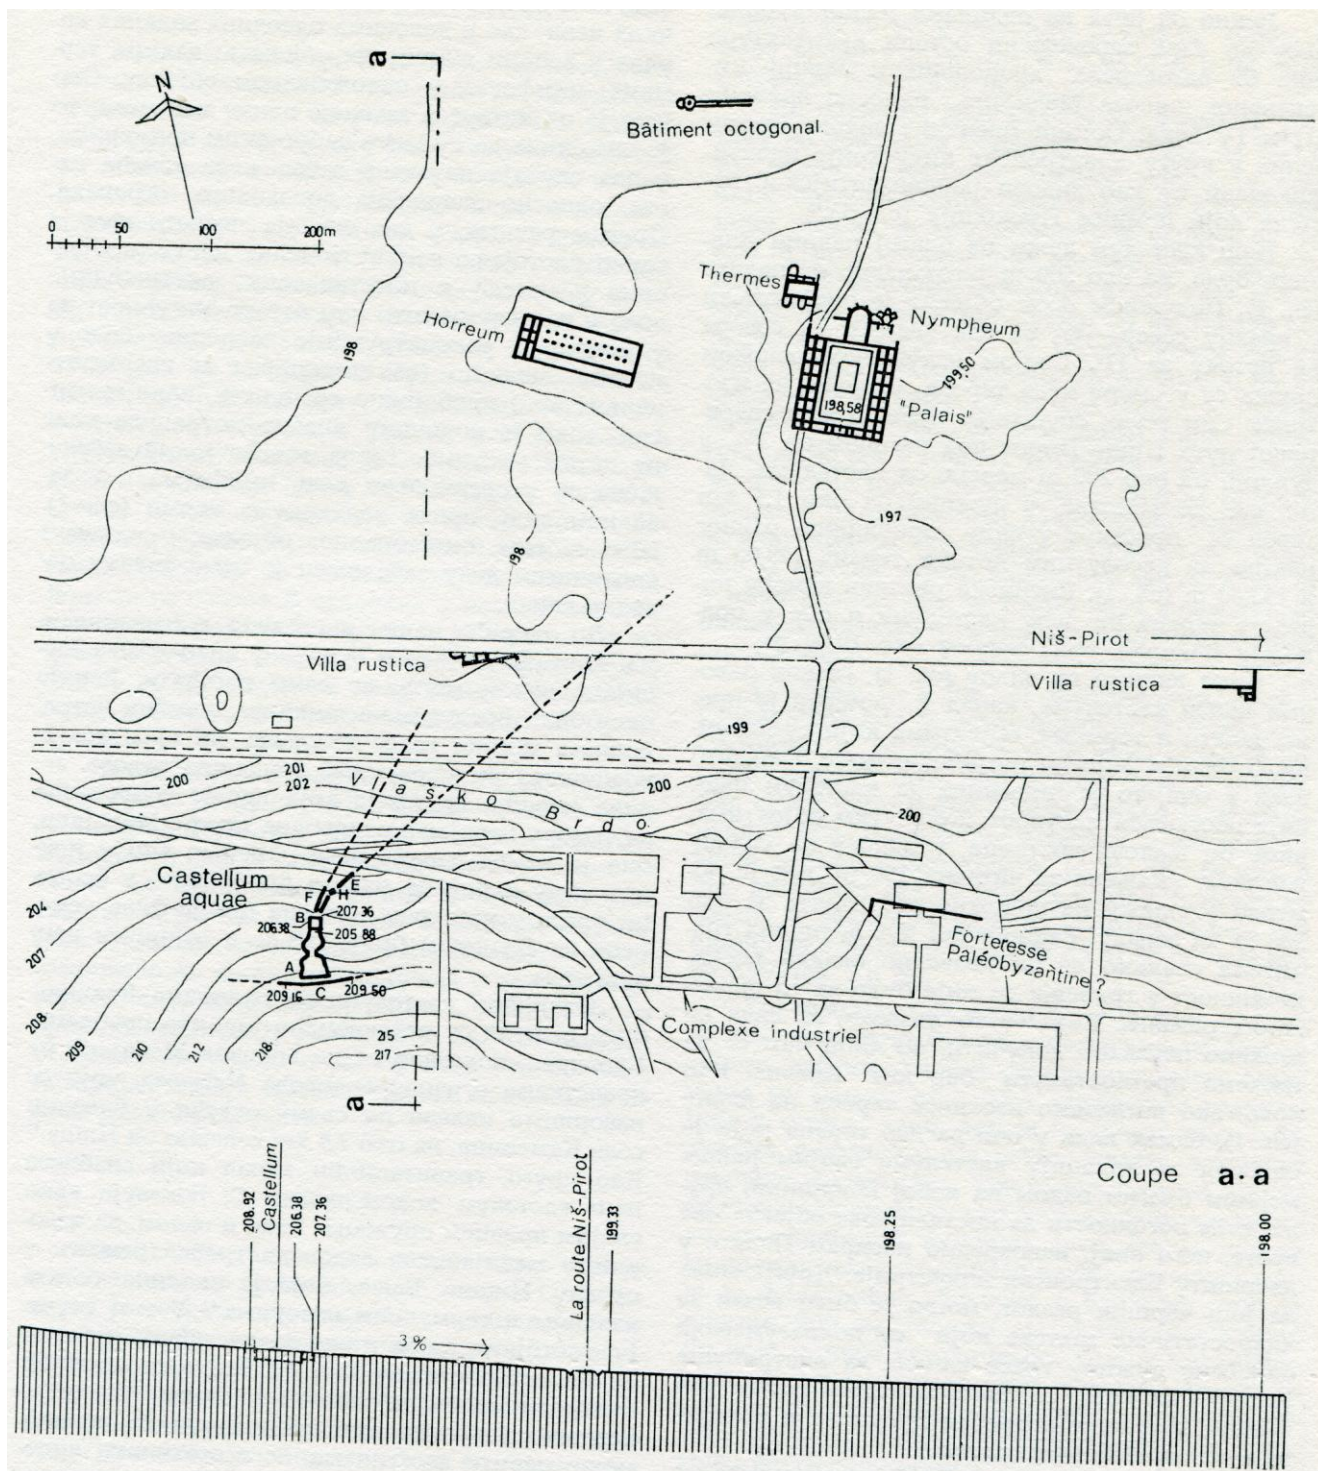 a
N
Bâtiment octogonal.
0 50 100 200m
Thermes
Nympheum
Horreum
198
199.50
"Palais"
198,58
197
198
Niš-Pirot
Villa rustica
Villa rustica
199
200
201
202
Vlaško Brdo
200
200
Castellum
aquae
E
F
H
B
207.36
206.38
205.88
204
207
A
C
209.16
209.50
208
209
210
212
218
215
217
Forteresse
Paléobyzantine?
Complexe industriel
a
Coupe a.a
208.92
Castellum
206.38
207.36
La route Niš-Pirot
199.33
198.25
198.00
3%